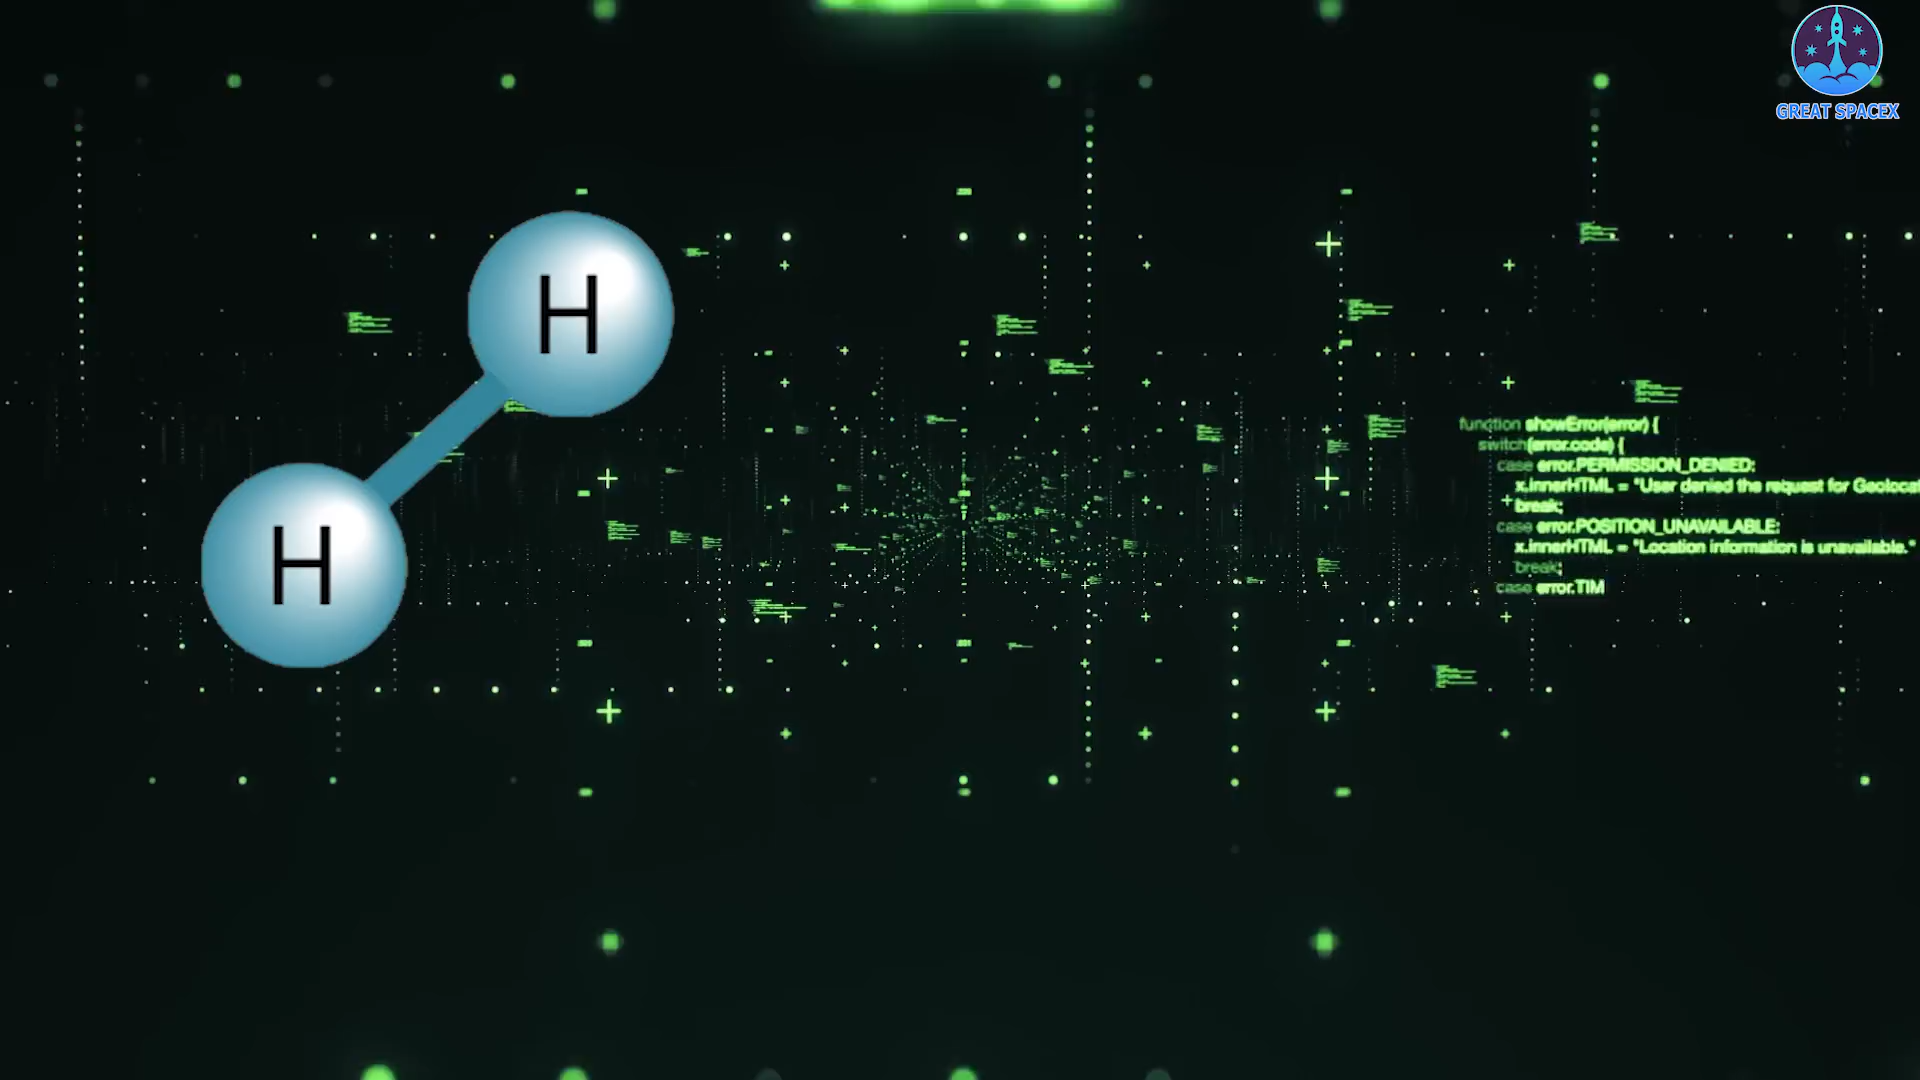 GREAT SPACEX
H
H
function showError(error) {
switch(error.code) {
case error.PERMISSION_DENIED:
x.innerHTML = "User denied the request for Geolocat
break;
case error.POSITION_UNAVAILABLE:
x.innerHTML = "Location information is unavailable."
break;
case error.TIM